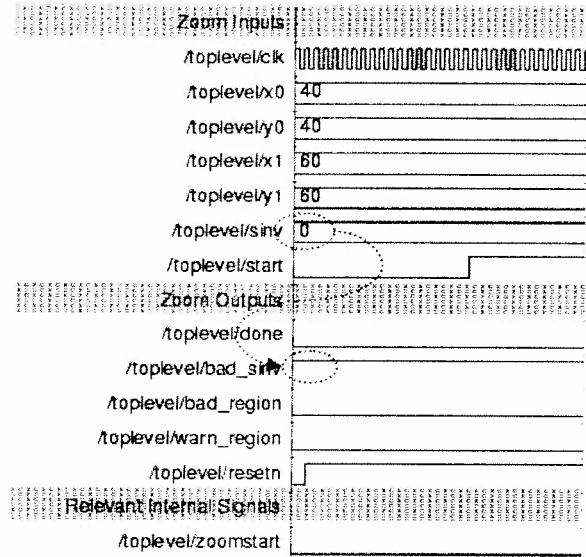 Zoom Inputs
/toplevel/clk
/toplevel/x0 40
/toplevel/y0 40
/toplevel/x1 60
/toplevel/y1 60
/toplevel/sinv 0
/toplevel/start
Zoom Outputs
/toplevel/done
/toplevel/bad_sinv
/toplevel/bad_region
/toplevel/warn_region
/toplevel/resetn
Relevant Internal Signals
/toplevel/zoomstart